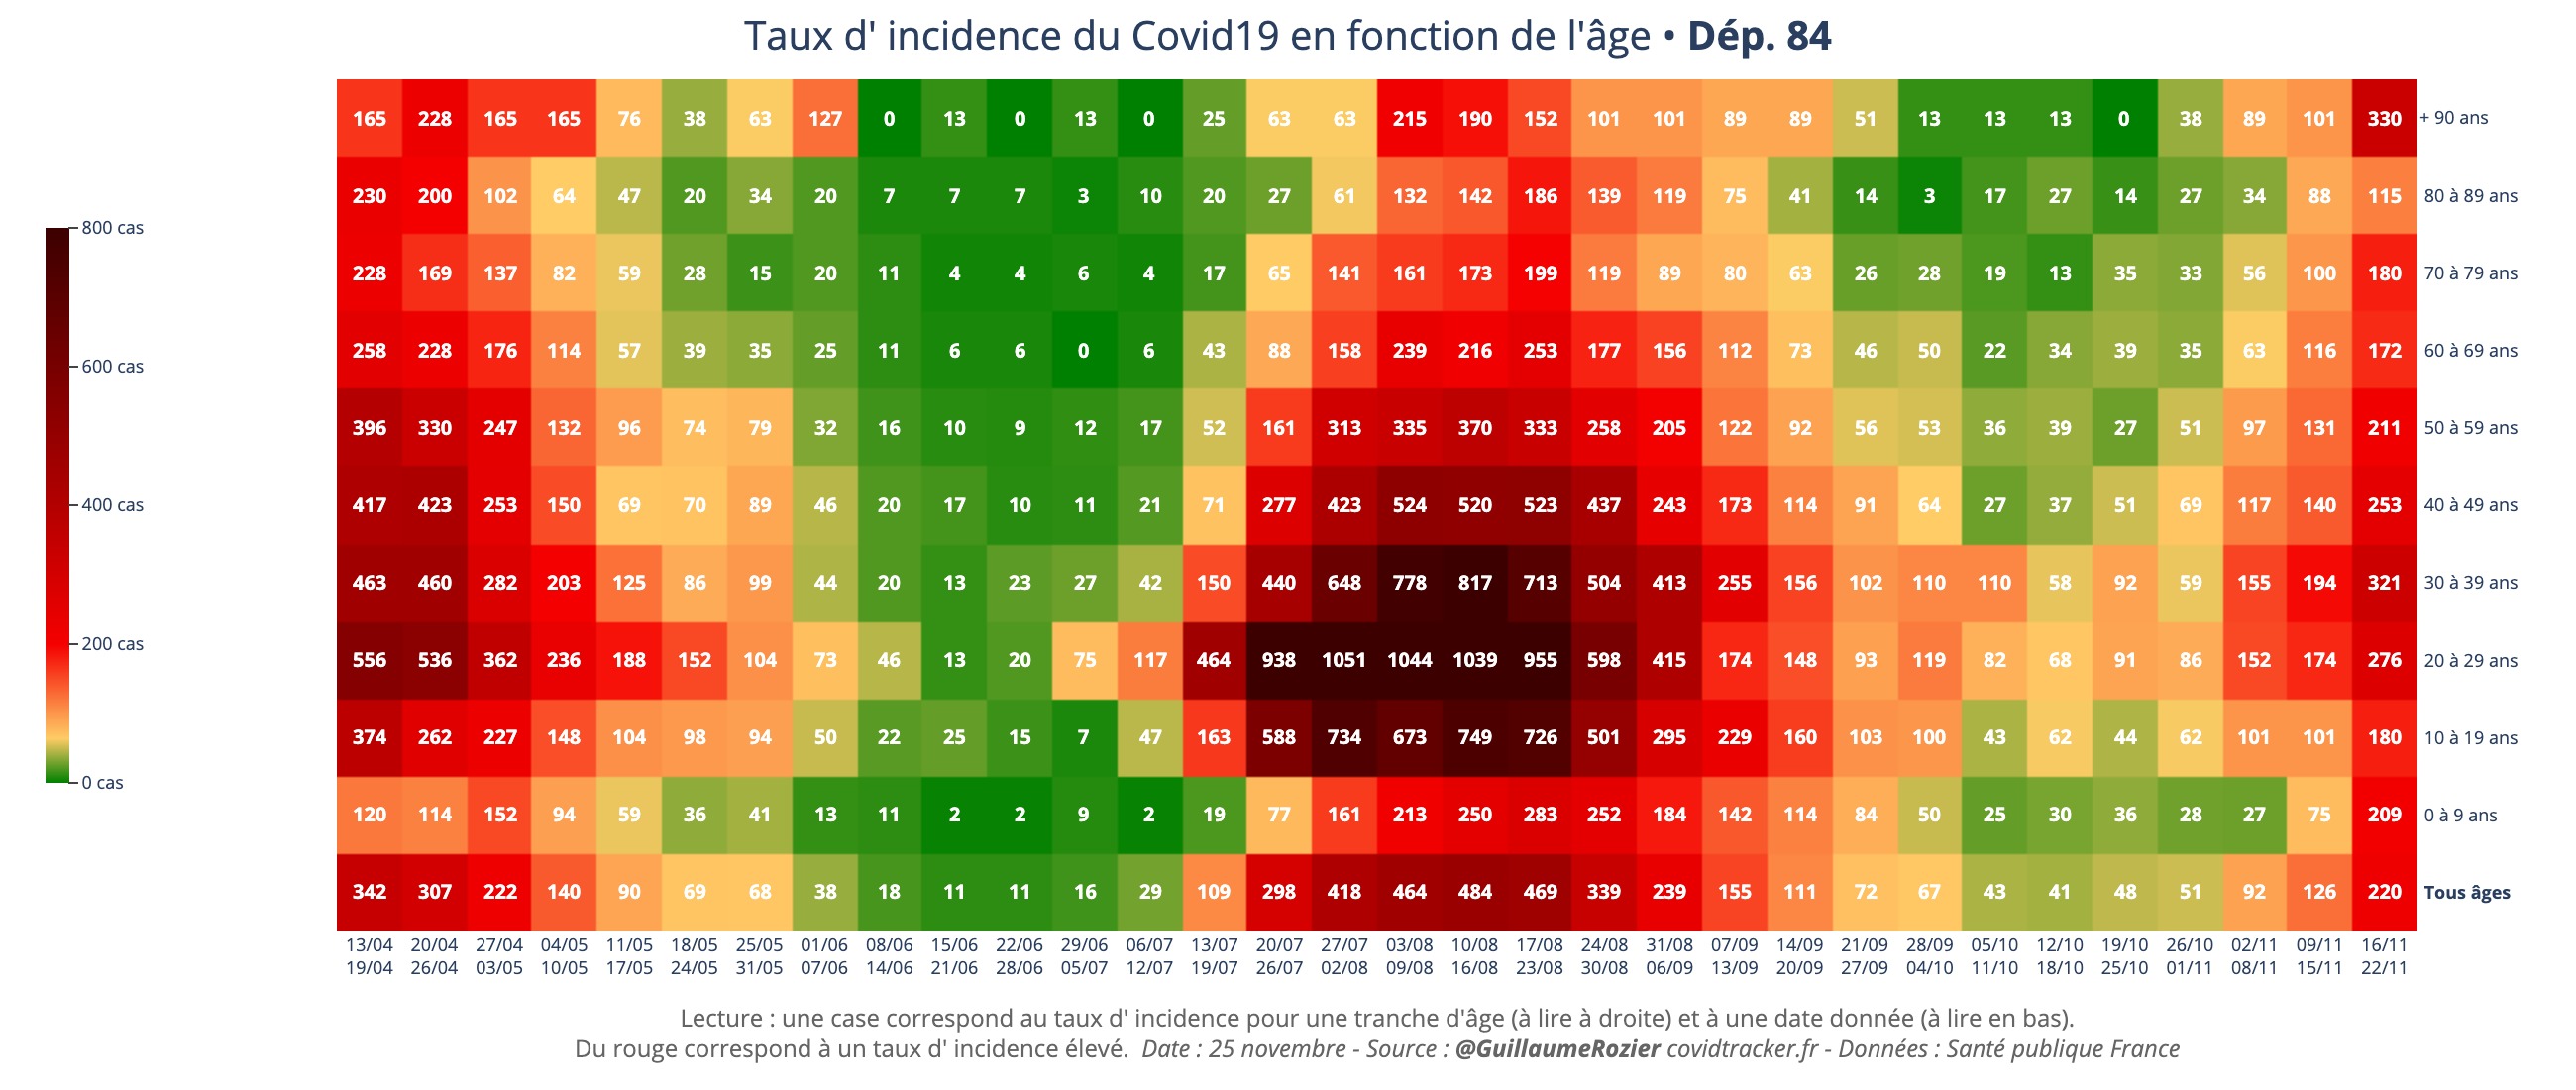 Taux d' incidence du Covid19 en fonction de l'âge • Dép. 84
800 cas
600 cas
400 cas
200 cas
0 cas
165 228 165 165 76 38 63 127 0 13 0 13 0 25 63 63 215 190 152 101 101 89 89 51 13 13 13 0 38 89 101 330 + 90 ans
230 200 102 64 47 20 34 20 7 7 7 3 10 20 27 61 132 142 186 139 119 75 41 14 3 17 27 14 27 34 88 115 80 à 89 ans
228 169 137 82 59 28 15 20 11 4 4 6 4 17 65 141 161 173 199 119 89 80 63 26 28 19 13 35 33 56 100 180 70 à 79 ans
258 228 176 114 57 39 35 25 11 6 6 0 6 43 88 158 239 216 253 177 156 112 73 46 50 22 34 39 35 63 116 172 60 à 69 ans
396 330 247 132 96 74 79 32 16 10 9 12 17 52 161 313 335 370 333 258 205 122 92 56 53 36 39 27 51 97 131 211 50 à 59 ans
417 423 253 150 69 70 89 46 20 17 10 11 21 71 277 423 524 520 523 437 243 173 114 91 64 27 37 51 69 117 140 253 40 à 49 ans
463 460 282 203 125 86 99 44 20 13 23 27 42 150 440 648 778 817 713 504 413 255 156 102 110 110 58 92 59 155 194 321 30 à 39 ans
556 536 362 236 188 152 104 73 46 13 20 75 117 464 938 1051 1044 1039 955 598 415 174 148 93 119 82 68 91 86 152 174 276 20 à 29 ans
374 262 227 148 104 98 94 50 22 25 15 7 47 163 588 734 673 749 726 501 295 229 160 103 100 43 62 44 62 101 101 180 10 à 19 ans
120 114 152 94 59 36 41 13 11 2 2 9 2 19 77 161 213 250 283 252 184 142 114 84 50 25 30 36 28 27 75 209 0 à 9 ans
342 307 222 140 90 69 68 38 18 11 11 16 29 109 298 418 464 484 469 339 239 155 111 72 67 43 41 48 51 92 126 220 Tous âges
13/04 20/04 27/04 04/05 11/05 18/05 25/05 01/06 08/06 15/06 22/06 29/06 06/07 13/07 20/07 27/07 03/08 10/08 17/08 24/08 31/08 07/09 14/09 21/09 28/09 05/10 12/10 19/10 26/10 02/11 09/11 16/11
19/04 26/04 03/05 10/05 17/05 24/05 31/05 07/06 14/06 21/06 28/06 05/07 12/07 19/07 26/07 02/08 09/08 16/08 23/08 30/08 06/09 13/09 20/09 27/09 04/10 11/10 18/10 25/10 01/11 08/11 15/11 22/11
Lecture : une case correspond au taux d' incidence pour une tranche d'âge (à lire à droite) et à une date donnée (à lire en bas).
Du rouge correspond à un taux d' incidence élevé. Date : 25 novembre - Source : @GuillaumeRozier covidtracker.fr - Données : Santé publique France